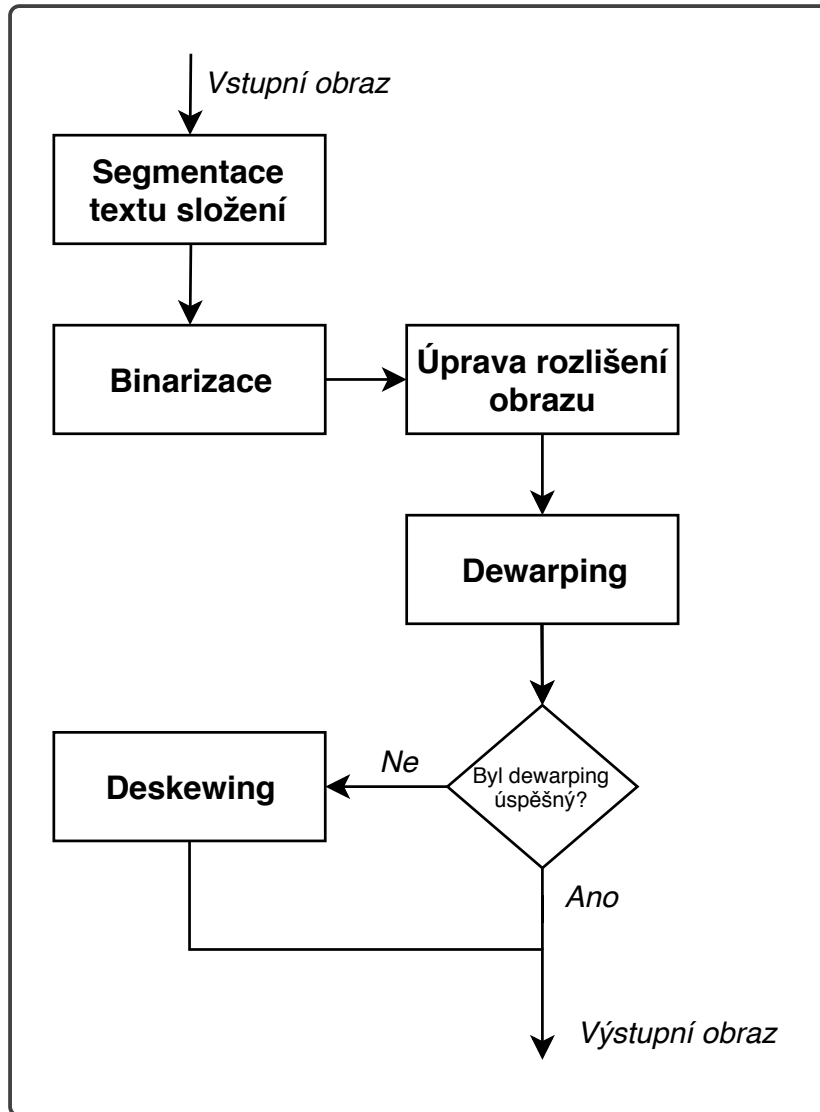 Vstupní obraz
Segmentace
textu složení
Binarizace
Úprava rozlišení
obrazu
Dewarping
Byl dewarping
úspěšný?
Ne
Deskewing
Ano
Výstupní obraz